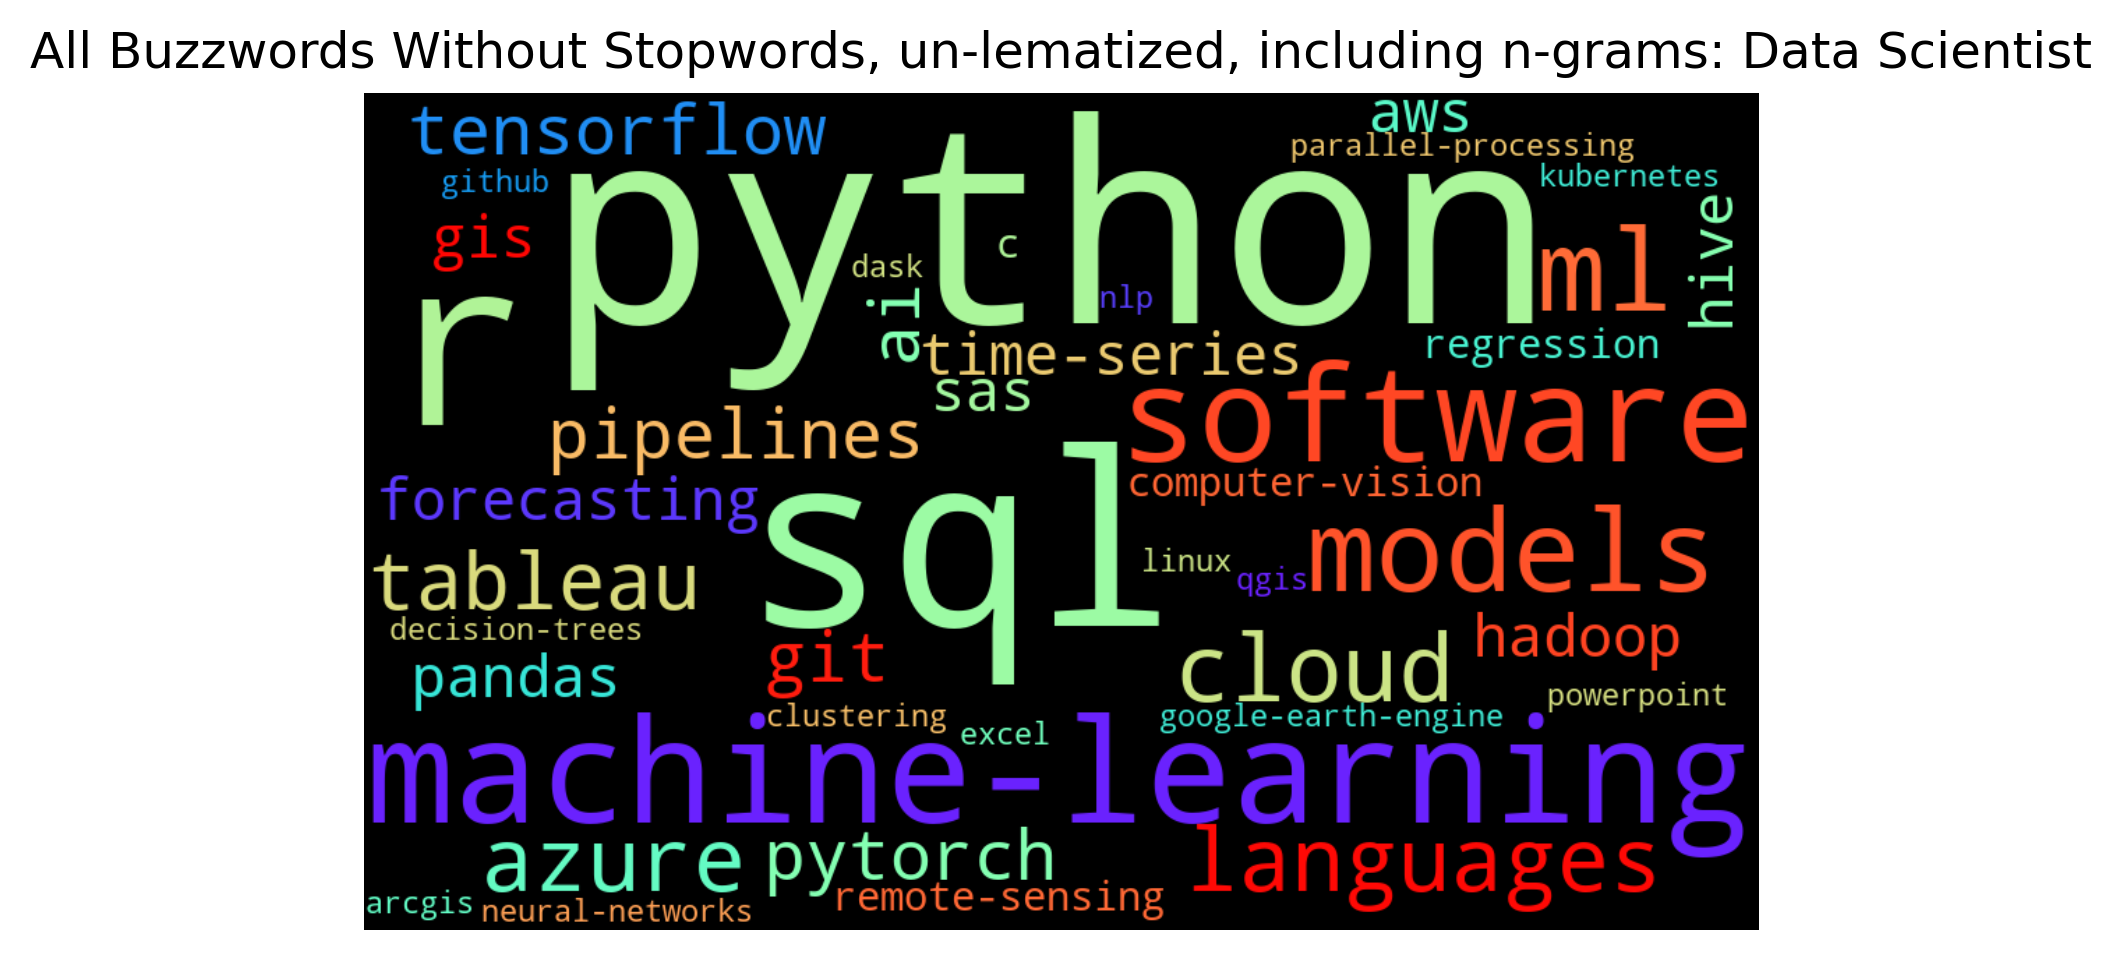 All Buzzwords Without Stopwords, un-lematized, including n-grams: Data Scientist
tensorflow
python
aws
parallel-processing
github
kubernetes
gis
hive
c
ml
dask
r
ai
nlp
time-series
regression
sas
software
pipelines
computer-vision
forecasting
sql
models
tableau
linux
qgis
decision-trees
git
hadoop
pandas
cloud
powerpoint
clustering
google-earth-engine
excel
machine-learning
azure
pytorch
languages
arcgis
neural-networks
remote-sensing